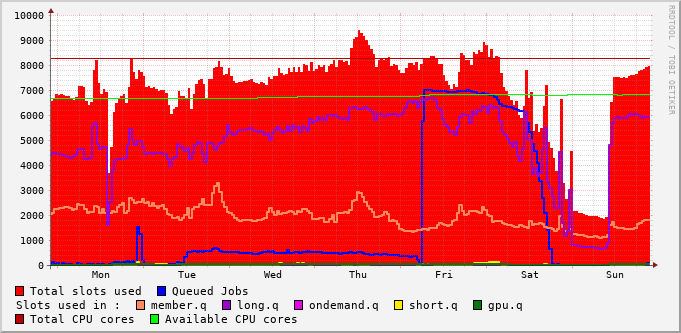 10000
9000
8000
7000
6000
5000
4000
3000
2000
1000
0
Mon Tue Wed Thu Fri Sat Sun
RRDTOOL / TOBI OETIKER
Total slots used Queued Jobs
Slots used in : member.q long.q ondemand.q short.q gpu.q
Total CPU cores Available CPU cores